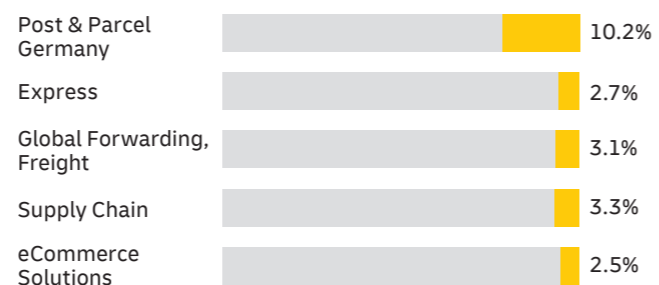 Post & Parcel
Germany
10.2%
Express
2.7%
Global Forwarding,
Freight
3.1%
Supply Chain
3.3%
eCommerce
Solutions
2.5%